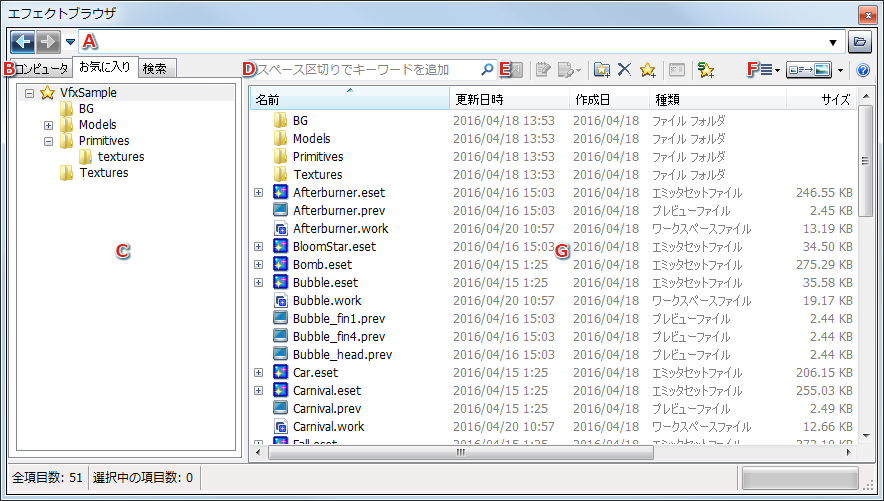 エフェクトブラウザ
A
B コンピュータ お気に入り 検索
D スペース区切りでキーワードを追加 E F
VfxSample
BG
Models
Primitives
textures
Textures
C
名前 更新日時 作成日 種類 サイズ
BG 2016/04/18 13:53 2016/04/18 ファイル フォルダ
Models 2016/04/18 13:53 2016/04/18 ファイル フォルダ
Primitives 2016/04/18 13:53 2016/04/18 ファイル フォルダ
Textures 2016/04/18 13:53 2016/04/18 ファイル フォルダ
Afterburner.eset 2016/04/16 15:03 2016/04/18 エミッタセットファイル 246.55 KB
Afterburner.prev 2016/04/16 15:03 2016/04/18 プレビューファイル 2.45 KB
Afterburner.work 2016/04/20 10:57 2016/04/18 ワークスペースファイル 13.19 KB
BloomStar.eset 2016/04/16 15:03 2016/04/18 エミッタセットファイル 34.50 KB
G
Bomb.eset 2016/04/15 1:25 2016/04/18 エミッタセットファイル 275.29 KB
Bubble.eset 2016/04/15 1:25 2016/04/18 エミッタセットファイル 35.58 KB
Bubble.work 2016/04/20 10:57 2016/04/18 ワークスペースファイル 19.17 KB
Bubble_fin1.prev 2016/04/16 15:03 2016/04/18 プレビューファイル 2.44 KB
Bubble_fin4.prev 2016/04/16 15:03 2016/04/18 プレビューファイル 2.44 KB
Bubble_head.prev 2016/04/16 15:03 2016/04/18 プレビューファイル 2.44 KB
Car.eset 2016/04/15 1:25 2016/04/18 エミッタセットファイル 206.15 KB
Carnival.eset 2016/04/15 1:25 2016/04/18 エミッタセットファイル 255.03 KB
Carnival.prev 2016/04/15 1:25 2016/04/18 プレビューファイル 2.49 KB
Carnival.work 2016/04/20 10:57 2016/04/18 ワークスペースファイル 12.66 KB
Fall.eset 2016/04/15 1:25 2016/04/18 エミッタセットファイル
全項目数: 51 選択中の項目数: 0